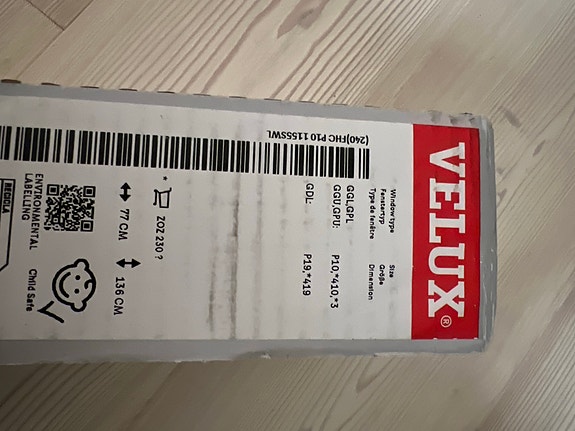 VELUX®
Window type Size
Fenstertyp Größe
Type de fenêtre Dimension
GGL,GPL
GGU,GPU: P10,*410,*3
GDL: P19,*419
(240)FHC P10 1155SWL
* ZOZ 230 ?
77 CM 136 CM
ENVIRONMENTAL
LABELLING
Child Safe